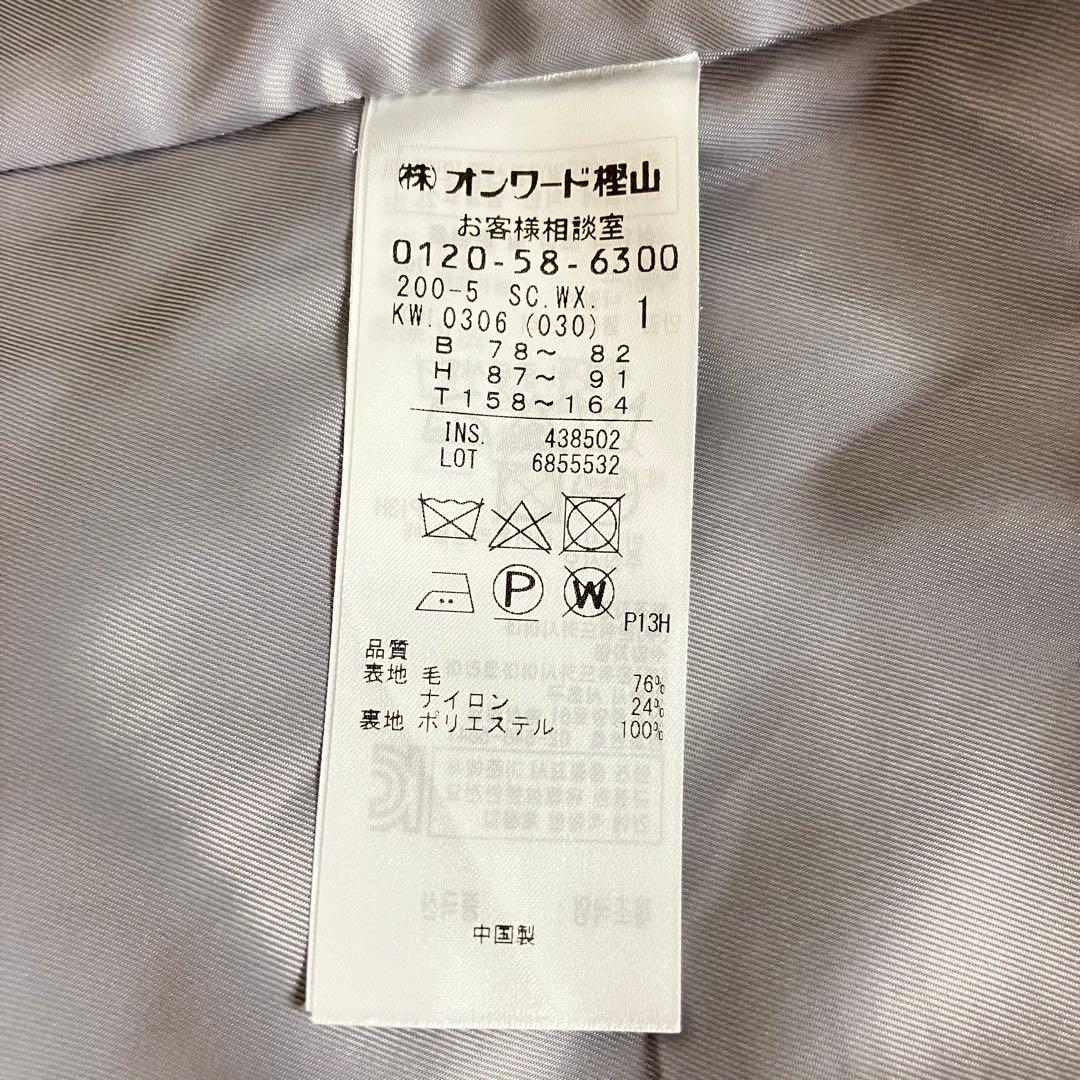 ㈱オンワード樫山
お客様相談室
0120-58-6300
200-5 SC.WX. 1
KW.0306 (030)
B 78〜 82
H 87〜 91
T 158〜164
INS. 438502
LOT 6855532
P W P13H
品質
表地 毛 76%
ナイロン 24%
裏地 ポリエステル 100%
中国製